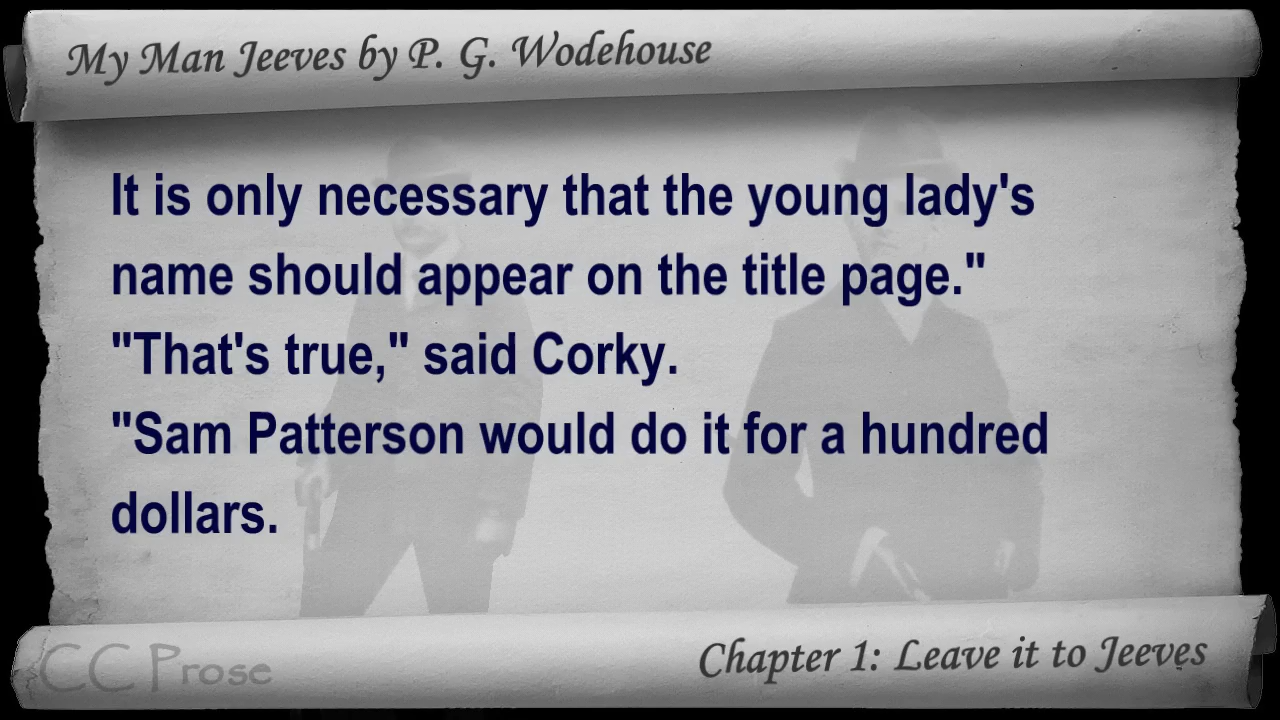 My Man Jeeves by P. G. Wodehouse
It is only necessary that the young lady's
name should appear on the title page."
"That's true," said Corky.
"Sam Patterson would do it for a hundred
dollars.
CC Prose
Chapter 1: Leave it to Jeeves